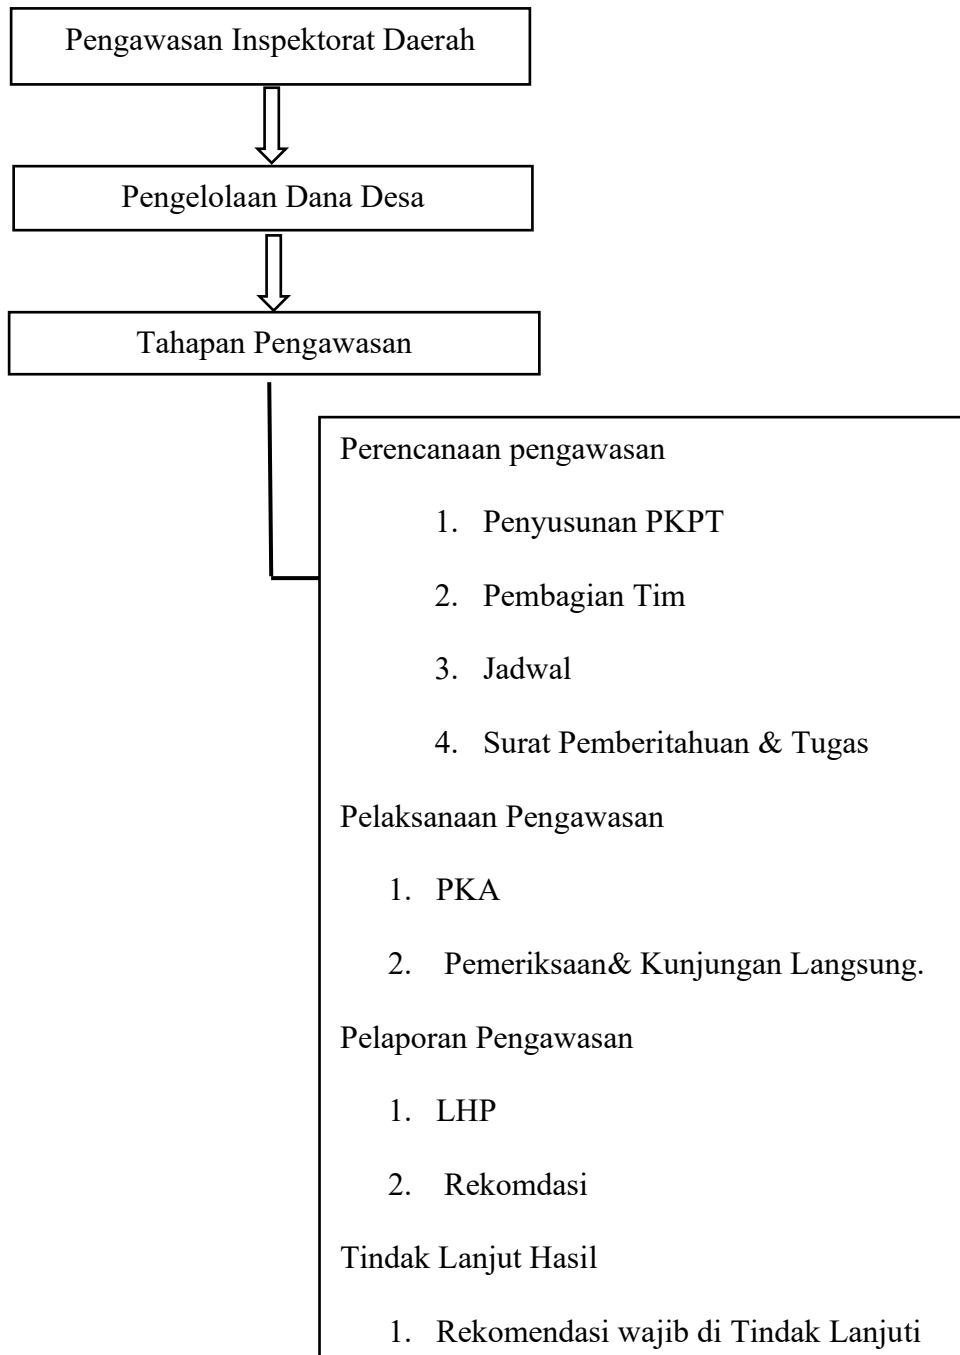 Pengawasan Inspektorat Daerah
Pengelolaan Dana Desa
Tahapan Pengawasan
Perencanaan pengawasan
1. Penyusunan PKPT
2. Pembagian Tim
3. Jadwal
4. Surat Pemberitahuan & Tugas
Pelaksanaan Pengawasan
1. PKA
2. Pemeriksaan& Kunjungan Langsung.
Pelaporan Pengawasan
1. LHP
2. Rekomdasi
Tindak Lanjut Hasil
1. Rekomendasi wajib di Tindak Lanjuti